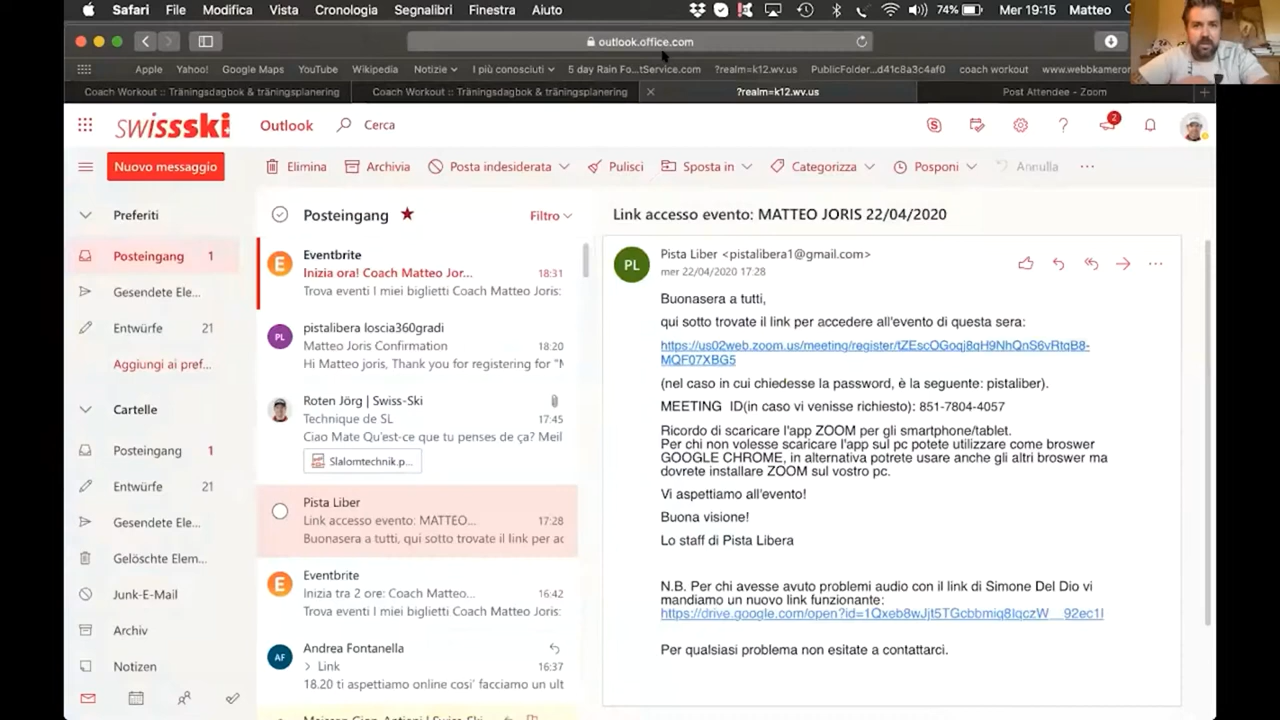 Safari File Modifica Vista Cronologia Segnalibri Finestra Aiuto 74% Mer 19:15 Matteo
outlook.office.com
Apple Yahoo! Google Maps YouTube Wikipedia Notizie I più conosciuti 5 day Rain Fo...tService.com ?realm=k12.wv.us PublicFolder...d41c8a3c4af0 coach workout www.webbkameror
Coach Workout :: Träningsdagbok & träningsplanering Coach Workout :: Träningsdagbok & träningsplanering ?realm=k12.wv.us Post Attendee - Zoom
swissski Outlook Cerca 2
Nuovo messaggio Elimina Archivia Posta indesiderata Pulisci Sposta in Categorizza Posponi Annulla
Preferiti
Posteingang 1
Gesendete Ele...
Entwürfe 21
Aggiungi ai pref...
Cartelle
Posteingang 1
Entwürfe 21
Gesendete Ele...
Gelöschte Elem...
Junk-E-Mail
Archiv
Notizen
Posteingang Filtro
E
Eventbrite
Inizia ora! Coach Matteo Jor... 18:31
Trova eventi I miei biglietti Coach Matteo Joris:
PL
pistalibera loscia360gradi
Matteo Joris Confirmation 18:20
Hi Matteo joris, Thank you for registering for "M
Roten Jörg | Swiss-Ski
Technique de SL 17:45
Ciao Mate Qu'est-ce que tu penses de ça? Meil
Slalomtechnik.p...
Pista Liber
Link accesso evento: MATTEO... 17:28
Buonasera a tutti, qui sotto trovate il link per ac
E
Eventbrite
Inizia tra 2 ore: Coach Matteo... 16:42
Trova eventi I miei biglietti Coach Matteo Joris:
AF
Andrea Fontanella
> Link 16:37
18.20 ti aspettiamo online cosi' facciamo un ult
Link accesso evento: MATTEO JORIS 22/04/2020
PL
Pista Liber <pistalibera1@gmail.com>
mer 22/04/2020 17:28
Buonasera a tutti,
qui sotto trovate il link per accedere all'evento di questa sera:
https://us02web.zoom.us/meeting/register/tZEscOGoqj8qH9NhQnS6vRtqB8-
MQF07XBG5
(nel caso in cui chiedesse la password, è la seguente: pistaliber).
MEETING ID(in caso vi venisse richiesto): 851-7804-4057
Ricordo di scaricare l'app ZOOM per gli smartphone/tablet.
Per chi non volesse scaricare l'app sul pc potete utilizzare come broswer
GOOGLE CHROME, in alternativa potrete usare anche gli altri broswer ma
dovrete installare ZOOM sul vostro pc.
Vi aspettiamo all'evento!
Buona visione!
Lo staff di Pista Libera
N.B. Per chi avesse avuto problemi audio con il link di Simone Del Dio vi
mandiamo un nuovo link funzionante:
https://drive.google.com/open?id=1Qxeb8wJjt5TGcbbmiq8IqczW__92ec1I
Per qualsiasi problema non esitate a contattarci.